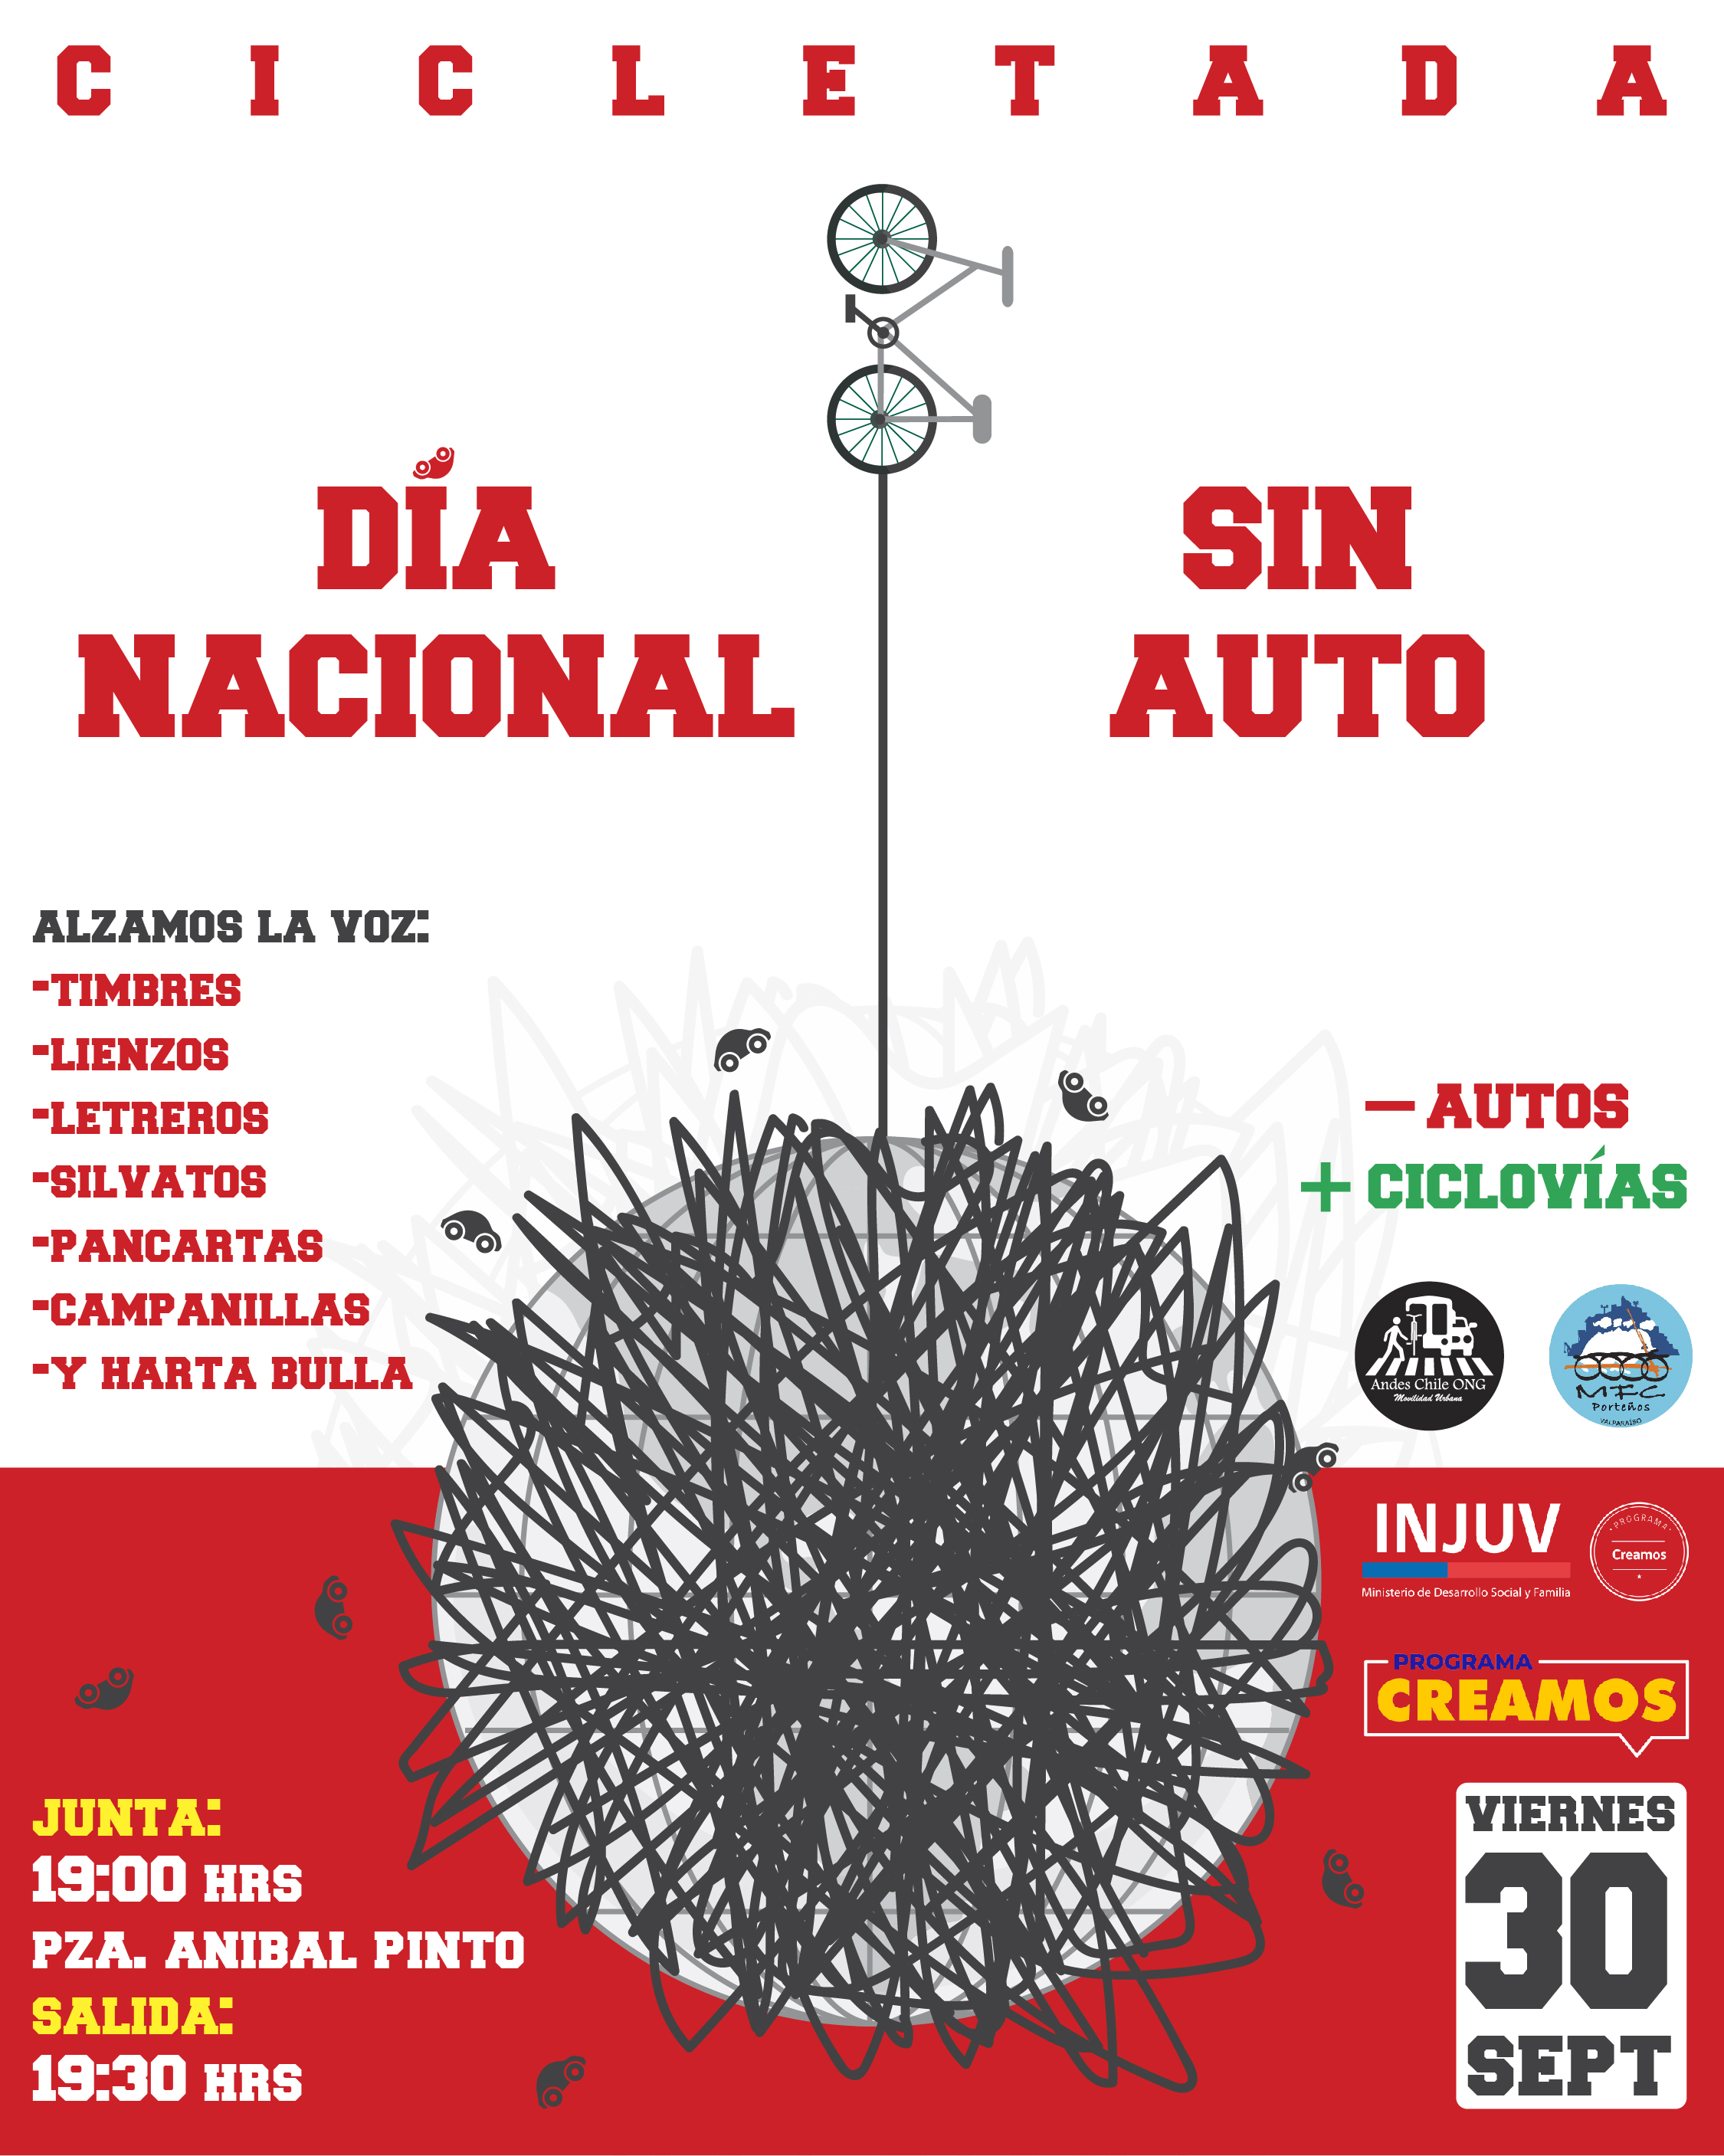 CICLETADA
DÍA
NACIONAL
SIN
AUTO
ALZAMOS LA VOZ:
-TIMBRES
-LIENZOS
-LETREROS
-SILVATOS
-PANCARTAS
-CAMPANILLAS
-Y HARTA BULLA
— AUTOS
+ CICLOVÍAS
Andes Chile ONG
Movilidad Urbana
MFC
Porteños
VALPARAÍSO
INJUV
Ministerio de Desarrollo Social y Familia
PROGRAMA
Creamos
PROGRAMA
CREAMOS
JUNTA:
19:00 HRS
PZA. ANIBAL PINTO
SALIDA:
19:30 HRS
VIERNES
30
SEPT